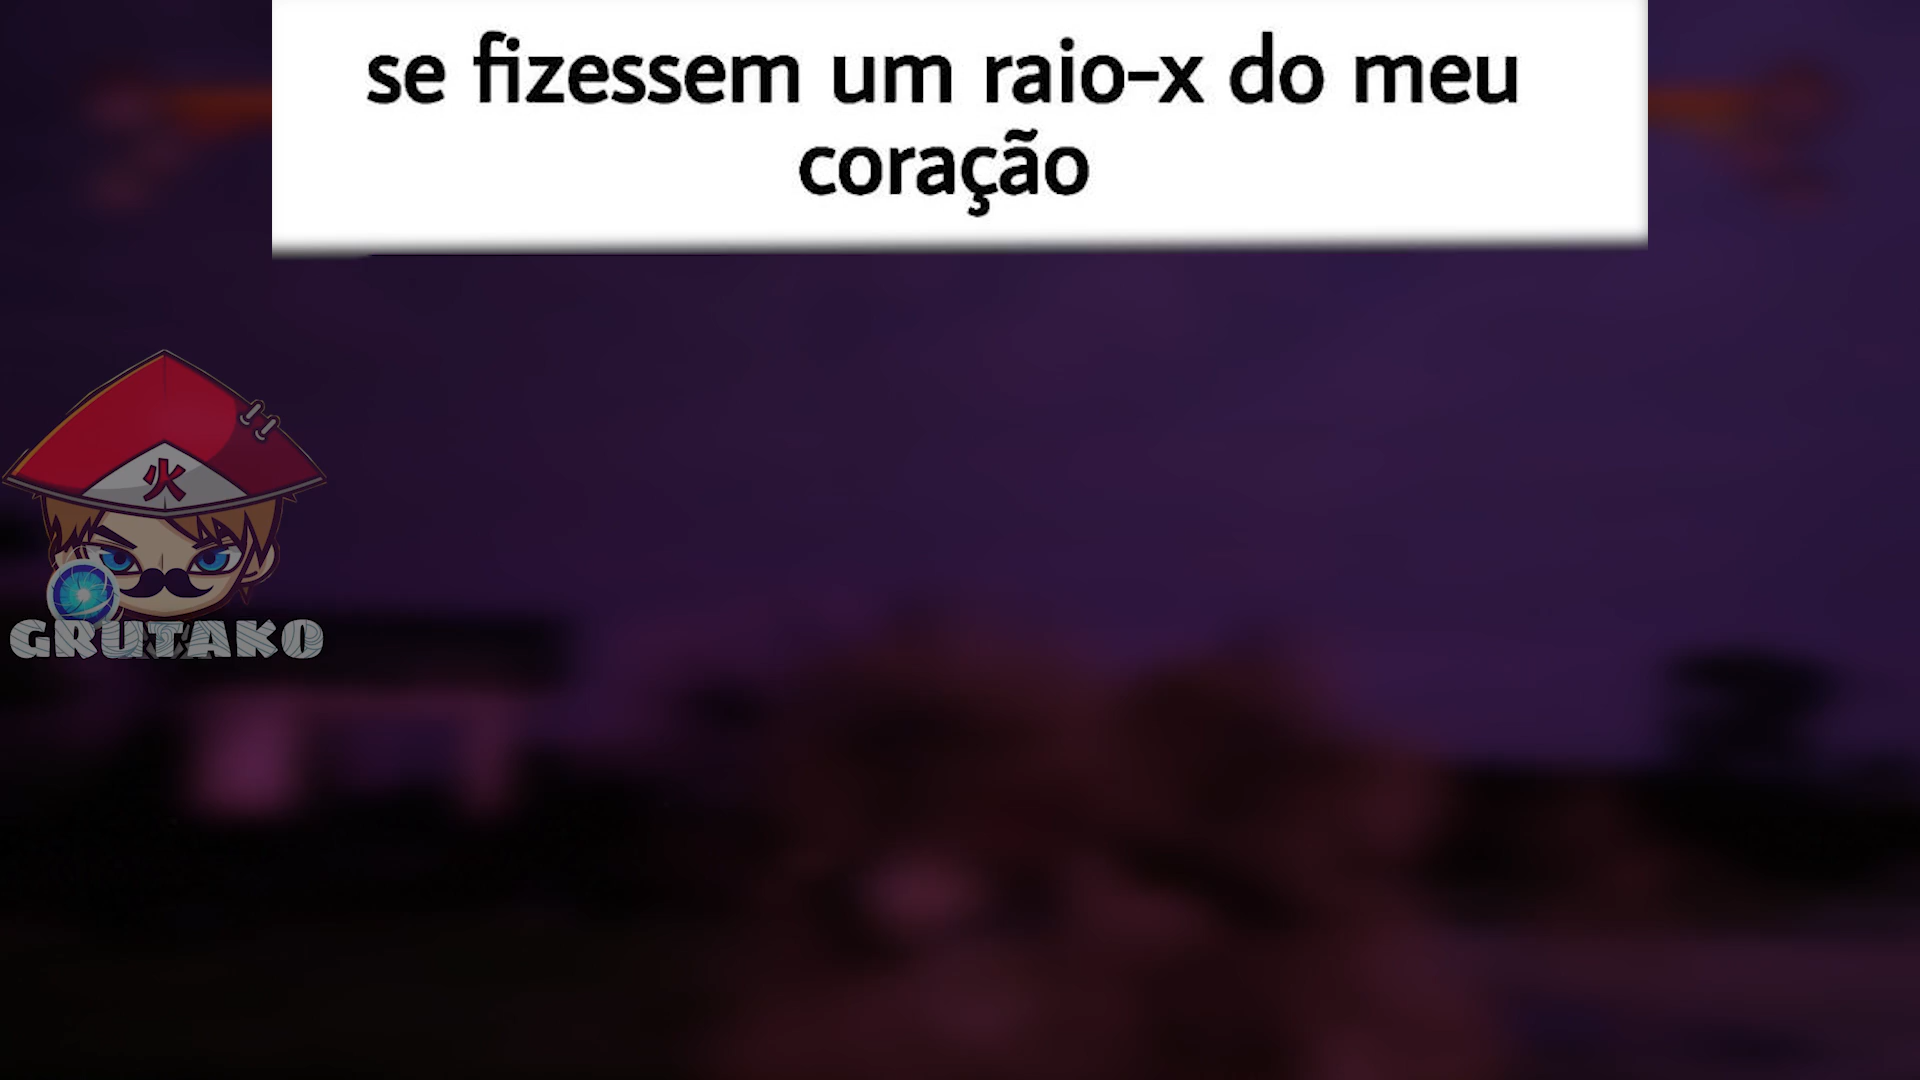 se fizessem um raio-x do meu
coração
火
GRUTAKO